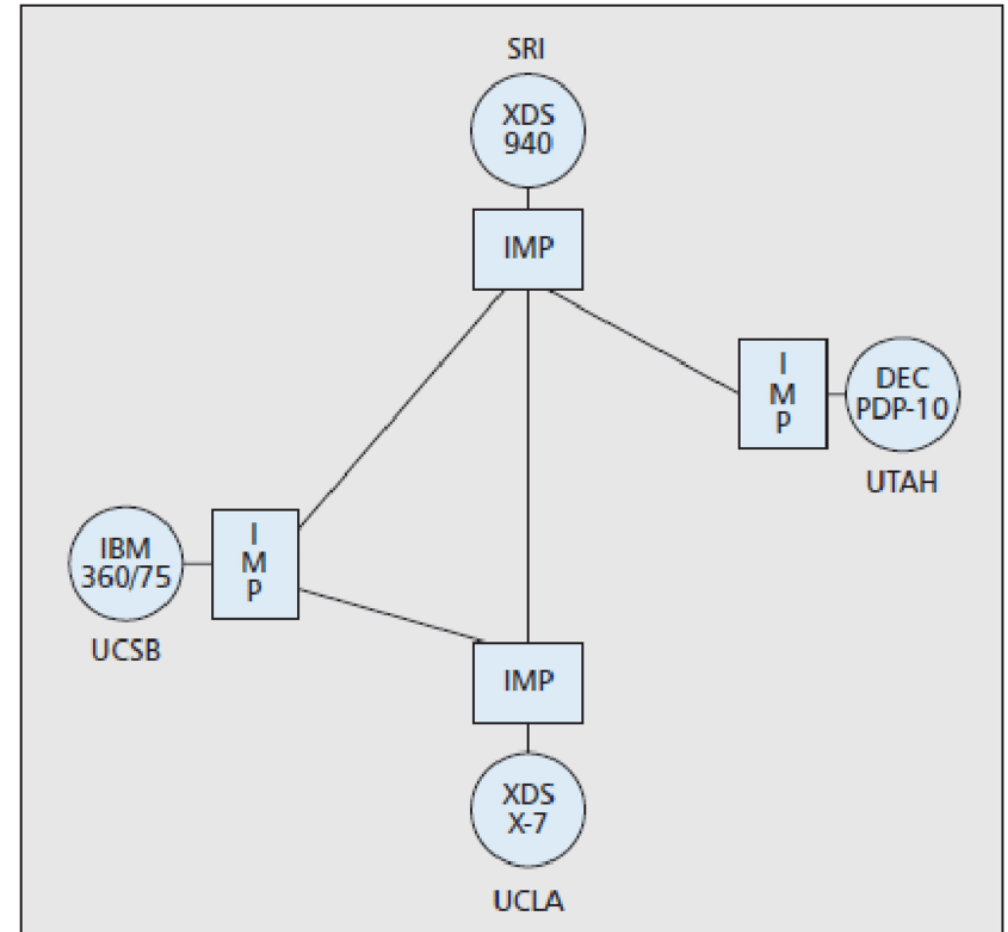 SRI
XDS
940
IMP
I
M
P
DEC
PDP-10
UTAH
IBM
360/75
I
M
P
UCSB
IMP
XDS
X-7
UCLA